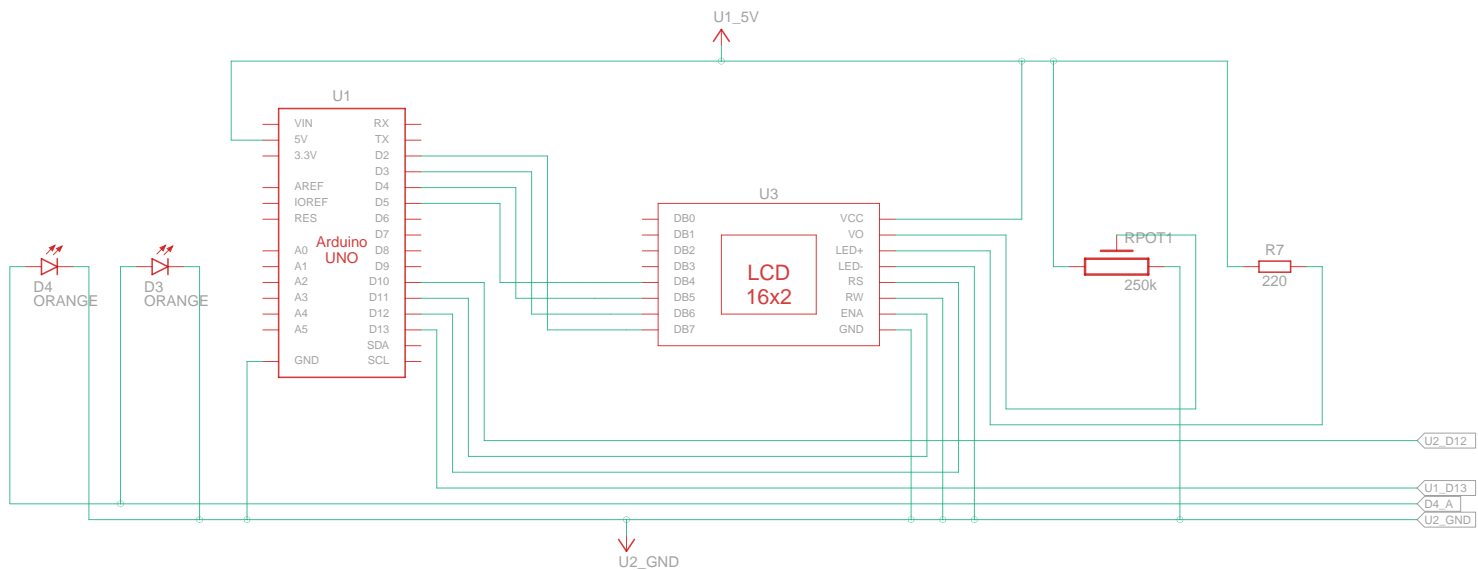 U1_5V
U1
VIN RX
5V TX
3.3V D2
D3
AREF D4
IOREF D5
RES D6
D7
A0 D8
A1 D9
A2 D10
A3 D11
A4 D12
A5 D13
SDA
GND SCL
Arduino
UNO
D4
ORANGE
D3
ORANGE
U3
DB0 VCC
DB1 VO
DB2 LED+
DB3 LED-
DB4 RS
DB5 RW
DB6 ENA
DB7 GND
LCD
16x2
RPOT1
250k
R7
220
U2_D12
U1_D13
D4_A
U2_GND
U2_GND